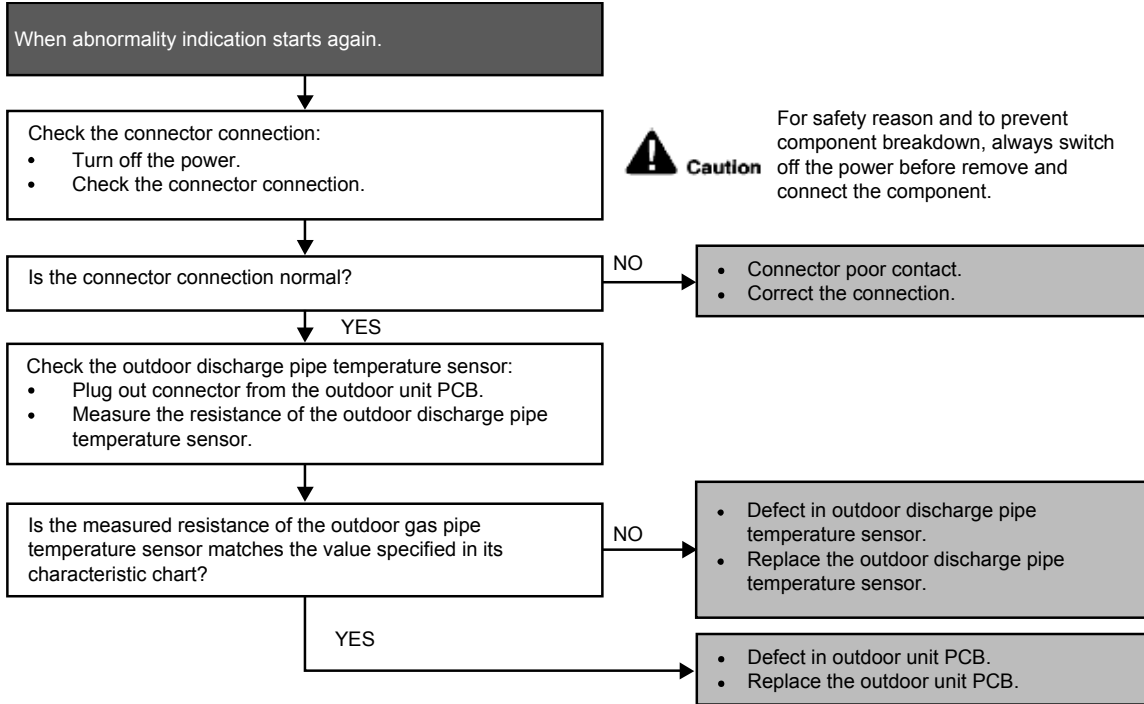 When abnormality indication starts again.
Check the connector connection:
• Turn off the power.
• Check the connector connection.
Caution
For safety reason and to prevent
component breakdown, always switch
off the power before remove and
connect the component.
Is the connector connection normal?
NO
• Connector poor contact.
• Correct the connection.
YES
Check the outdoor discharge pipe temperature sensor:
• Plug out connector from the outdoor unit PCB.
• Measure the resistance of the outdoor discharge pipe
temperature sensor.
Is the measured resistance of the outdoor gas pipe
temperature sensor matches the value specified in its
characteristic chart?
NO
• Defect in outdoor discharge pipe
temperature sensor.
• Replace the outdoor discharge pipe
temperature sensor.
YES
• Defect in outdoor unit PCB.
• Replace the outdoor unit PCB.